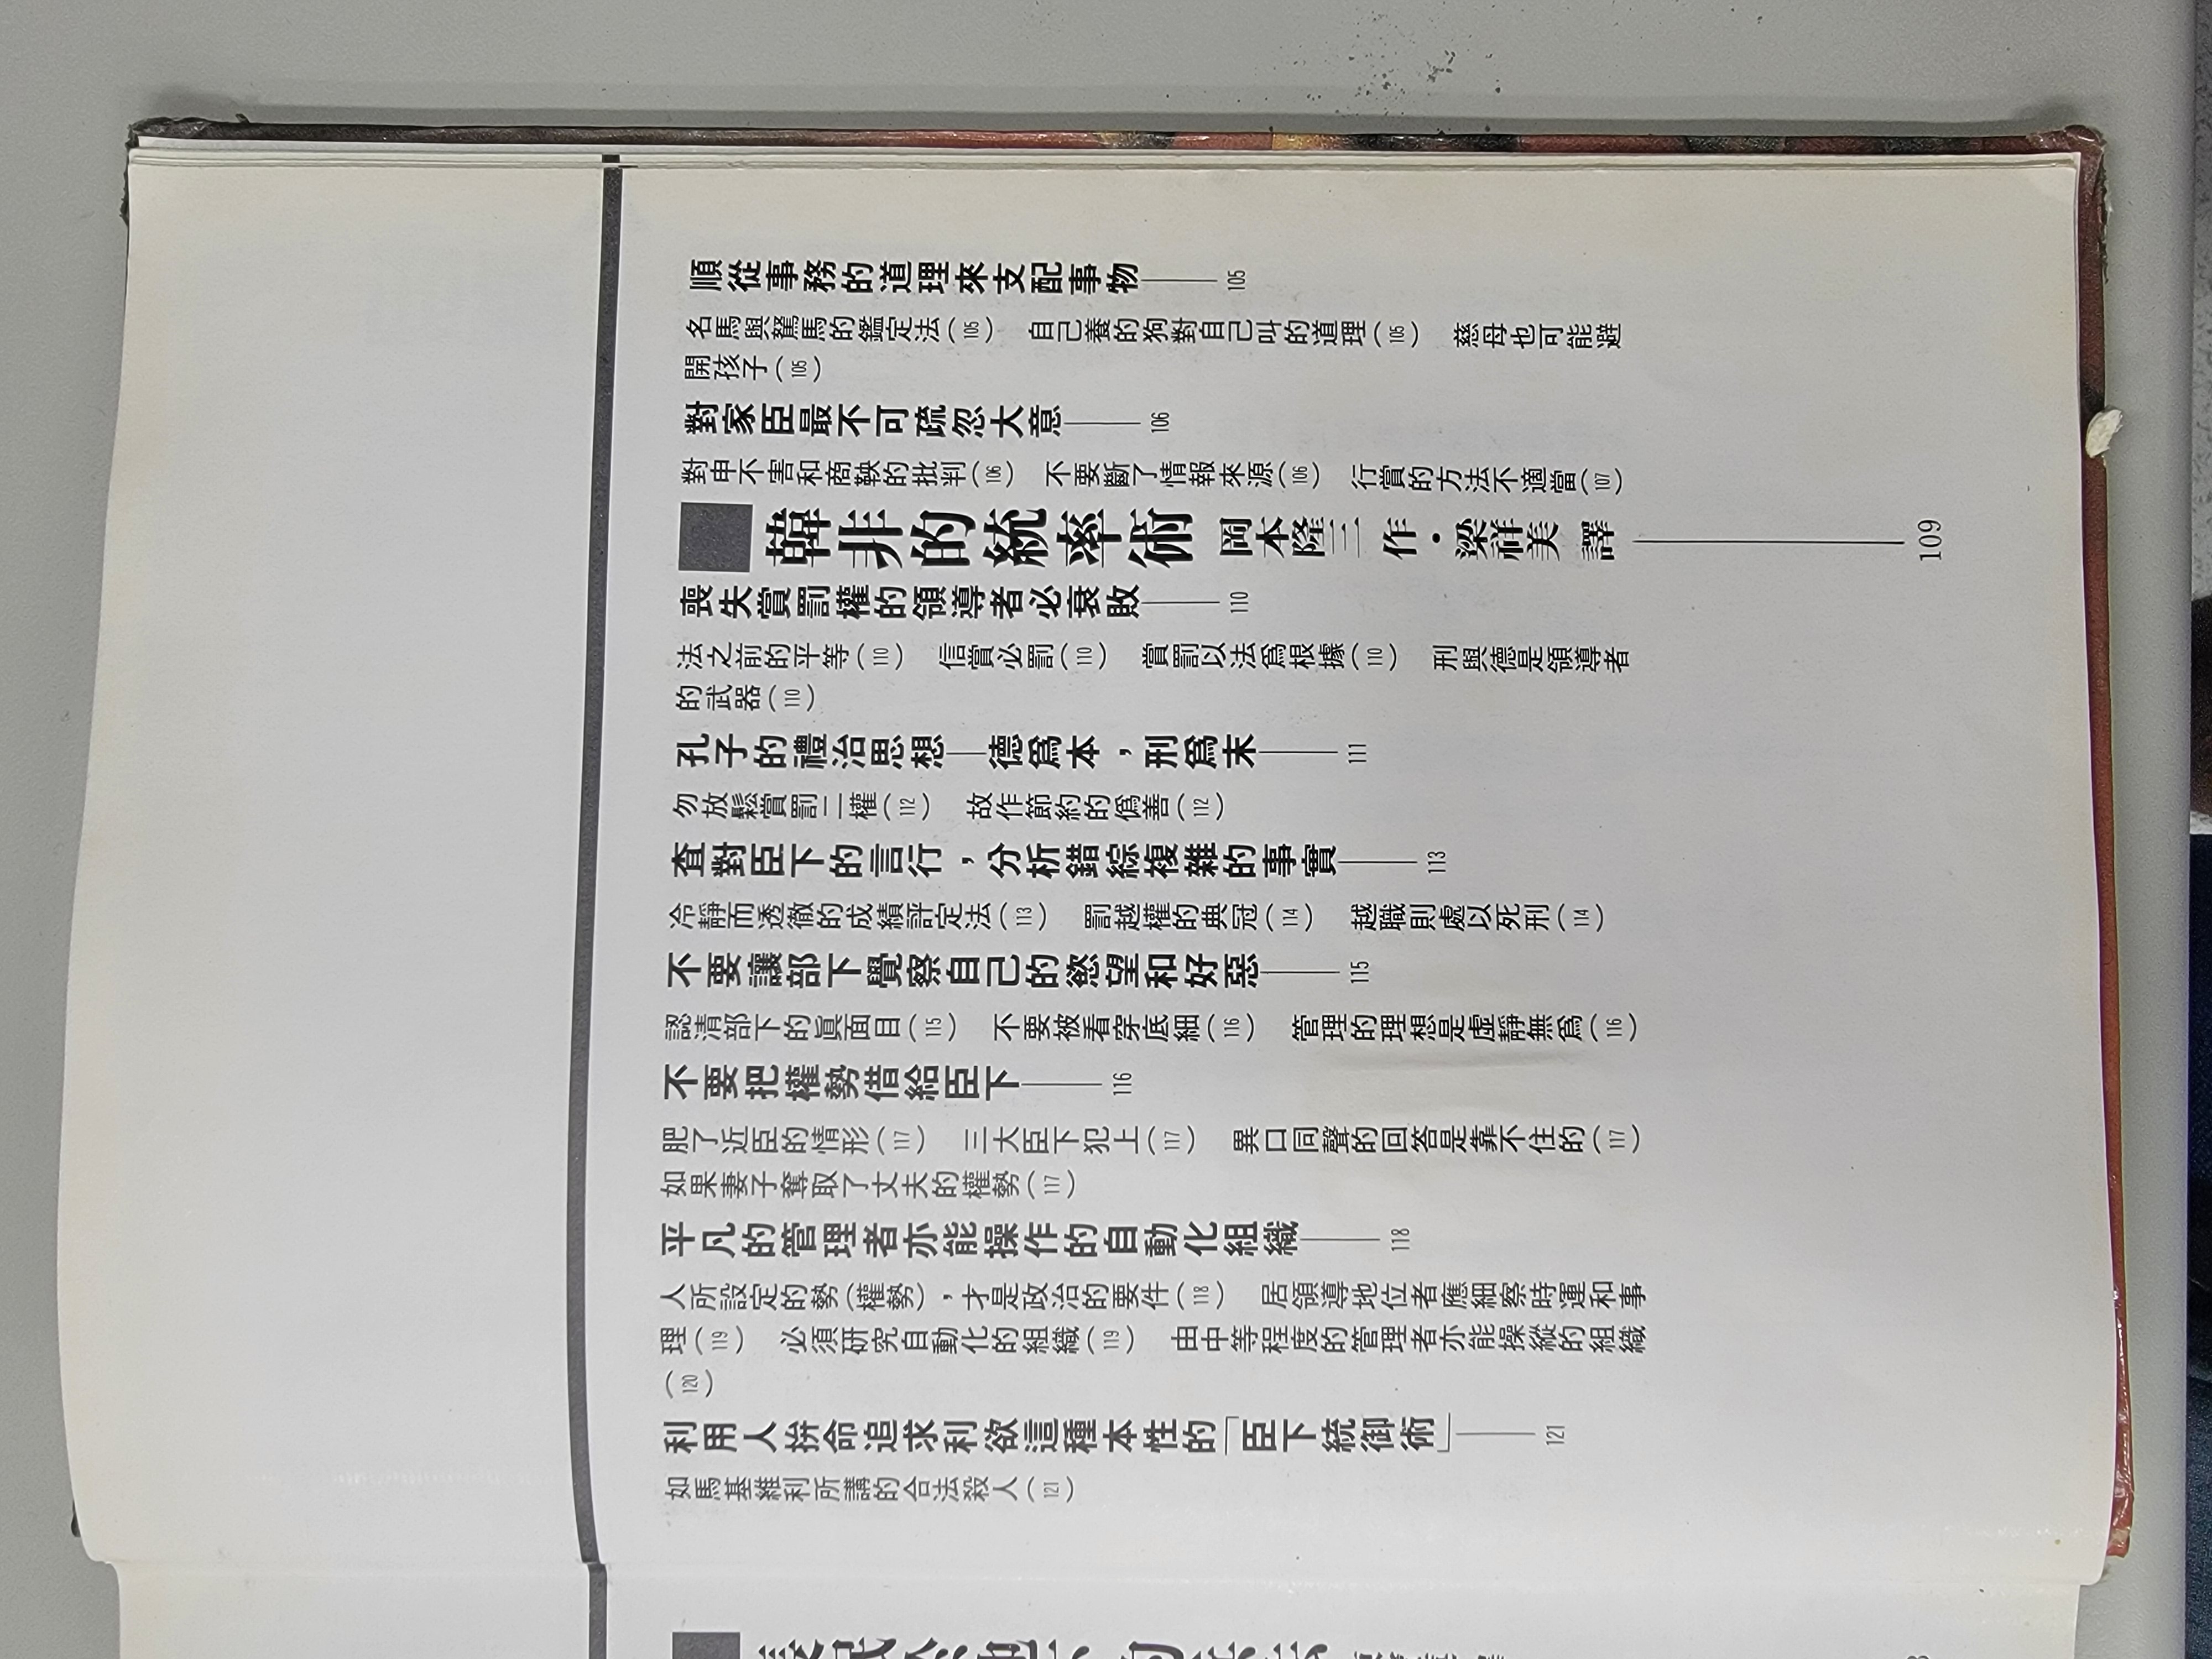 順從事務的道理來支配事物——105
名馬與駑馬的鑑定法(105)　自己養的狗對自己叫的道理(105)　慈母也可能避
開孩子(105)
對家臣最不可疏忽大意——106
對申不害和商鞅的批判(106)　不要斷了情報來源(106)　行賞的方法不適當(107)
韓非的統率術 岡本隆三 作・梁祥美 譯——109
喪失賞罰權的領導者必衰敗——110
法之前的平等(110)　信賞必罰(110)　賞罰以法爲根據(110)　刑與德是領導者
的武器(110)
孔子的禮治思想—德爲本，刑爲末——111
勿放鬆賞罰二權(112)　故作節約的僞善(112)
查對臣下的言行，分析錯綜複雜的事實——113
冷靜而透徹的成績評定法(113)　罰越權的典冠(114)　越職則處以死刑(114)
不要讓部下覺察自己的慾望和好惡——115
認清部下的眞面目(115)　不要被看穿底細(116)　管理的理想是虛靜無爲(116)
不要把權勢借給臣下——116
肥了近臣的情形(117)　三大臣下犯上(117)　異口同聲的回答是靠不住的(117)
如果妻子奪取了丈夫的權勢(117)
平凡的管理者亦能操作的自動化組織——118
人所設定的勢(權勢)，才是政治的要件(118)　居領導地位者應細察時運和事
理(119)　必須研究自動化的組織(119)　由中等程度的管理者亦能操縱的組織
(120)
利用人拚命追求利欲這種本性的「臣下統御術」——121
如馬基維利所講的合法殺人(121)